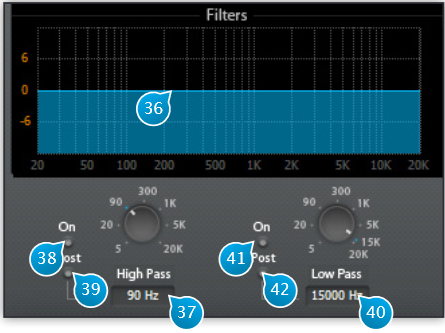 Filters
6
0
-6
36
20 50 100 200 500 1K 2K 5K 10K 20K
300
90 1K
20 5K
5 20K
On
38
Post
39
High Pass
90 Hz
37
300
90 1K
20 5K
5 15K
20K
On
41
Post
42
Low Pass
15000 Hz
40